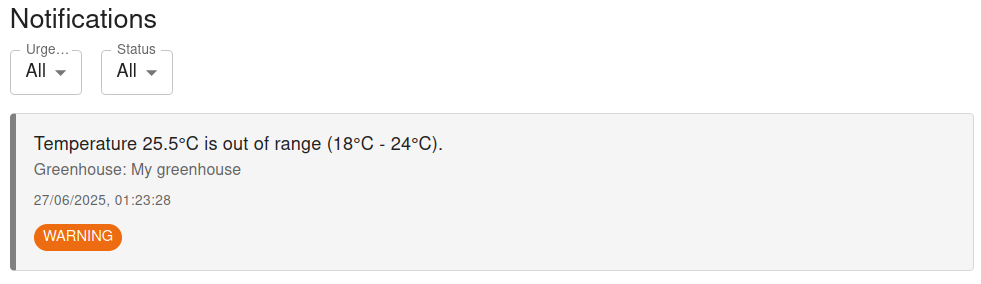 Notifications
Urge... Status
All All
Temperature 25.5°C is out of range (18°C - 24°C).
Greenhouse: My greenhouse
27/06/2025, 01:23:28
WARNING